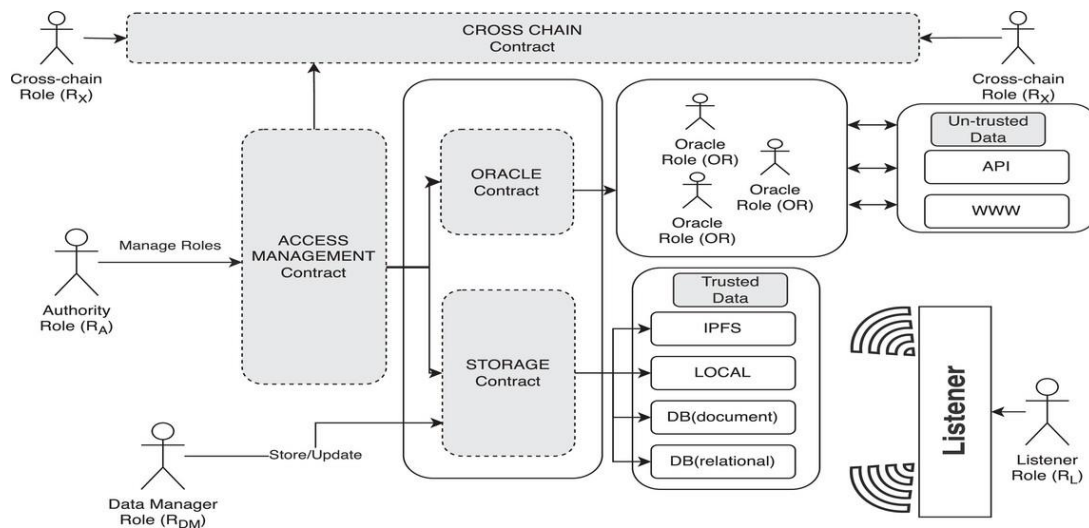 CROSS CHAIN
Contract
Cross-chain
Role (RX)
Cross-chain
Role (RX)
ACCESS
MANAGEMENT
Contract
Manage Roles
Authority
Role (RA)
ORACLE
Contract
STORAGE
Contract
Store/Update
Data Manager
Role (RDM)
Oracle
Role (OR)
Oracle
Role (OR)
Oracle
Role (OR)
Un-trusted
Data
API
WWW
Trusted
Data
IPFS
LOCAL
DB(document)
DB(relational)
Listener
Listener
Role (RL)